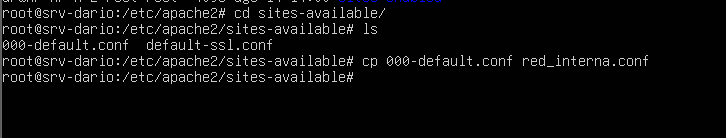 root@srv-dario:/etc/apache2# cd sites-available/
root@srv-dario:/etc/apache2/sites-available# ls
000-default.conf  default-ssl.conf
root@srv-dario:/etc/apache2/sites-available# cp 000-default.conf red_interna.conf
root@srv-dario:/etc/apache2/sites-available#